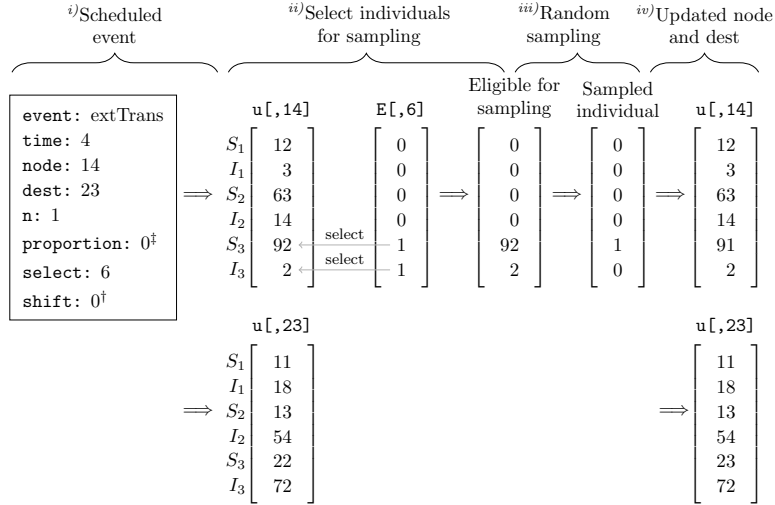 i) Scheduled event
ii) Select individuals for sampling
iii) Random sampling
iv) Updated node and dest
event: extTrans
time: 4
node: 14
dest: 23
n: 1
proportion: 0‡
select: 6
shift: 0†
u[,14] E[,6] Eligible for sampling Sampled individual u[,14]
S1 12 0 0 0 12
I1 3 0 0 0 3
⟹ S2 63 0 ⟹ 0 ⟹ 0 ⟹ 63
I2 14 0 0 0 14
S3 92 select 1 92 1 91
I3 2 select 1 2 0 2
u[,23] u[,23]
S1 11 11
I1 18 18
⟹ S2 13 ⟹ 13
I2 54 54
S3 22 23
I3 72 72